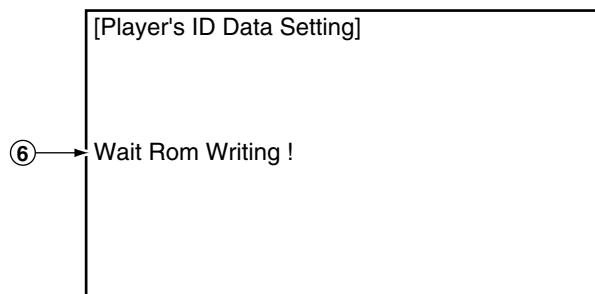 [Player's ID Data Setting]
⑥ Wait Rom Writing !